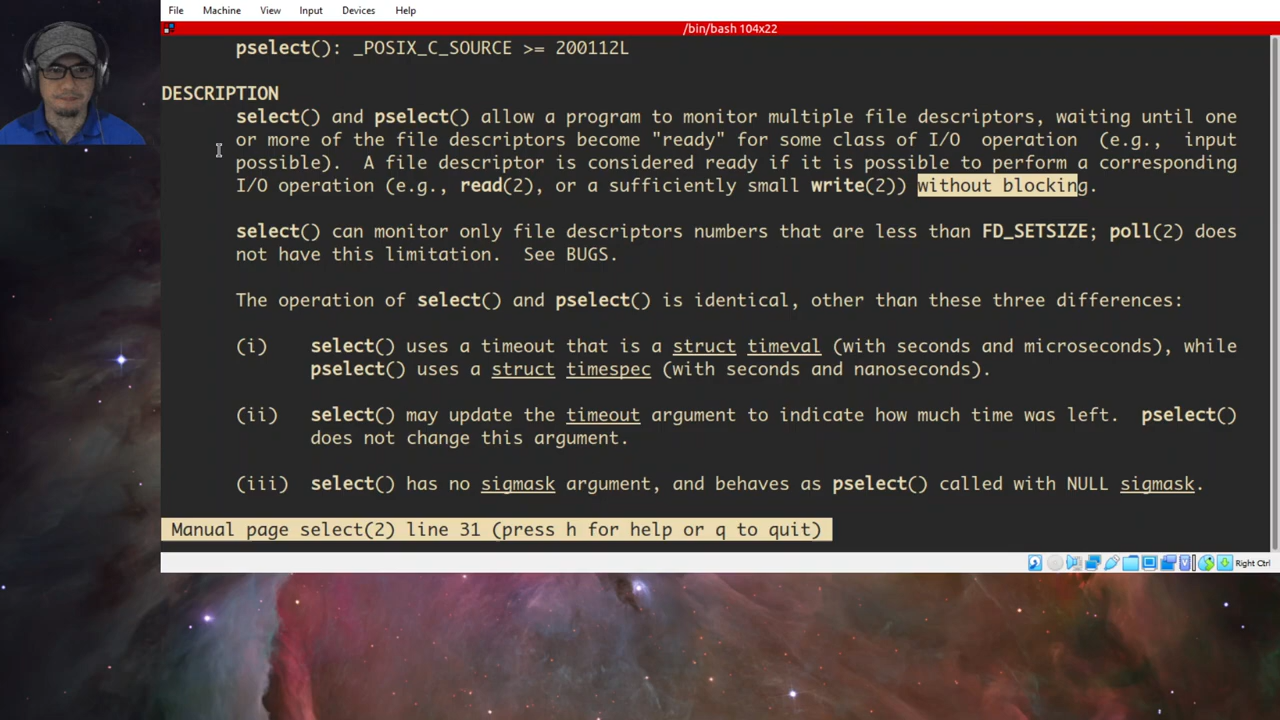 File Machine View Input Devices Help
/bin/bash 104x22
pselect(): _POSIX_C_SOURCE >= 200112L
DESCRIPTION
select() and pselect() allow a program to monitor multiple file descriptors, waiting until one
or more of the file descriptors become "ready" for some class of I/O operation (e.g., input
possible). A file descriptor is considered ready if it is possible to perform a corresponding
I/O operation (e.g., read(2), or a sufficiently small write(2)) without blocking.
select() can monitor only file descriptors numbers that are less than FD_SETSIZE; poll(2) does
not have this limitation. See BUGS.
The operation of select() and pselect() is identical, other than these three differences:
(i) select() uses a timeout that is a struct timeval (with seconds and microseconds), while
pselect() uses a struct timespec (with seconds and nanoseconds).
(ii) select() may update the timeout argument to indicate how much time was left. pselect()
does not change this argument.
(iii) select() has no sigmask argument, and behaves as pselect() called with NULL sigmask.
Manual page select(2) line 31 (press h for help or q to quit)
Right Ctrl